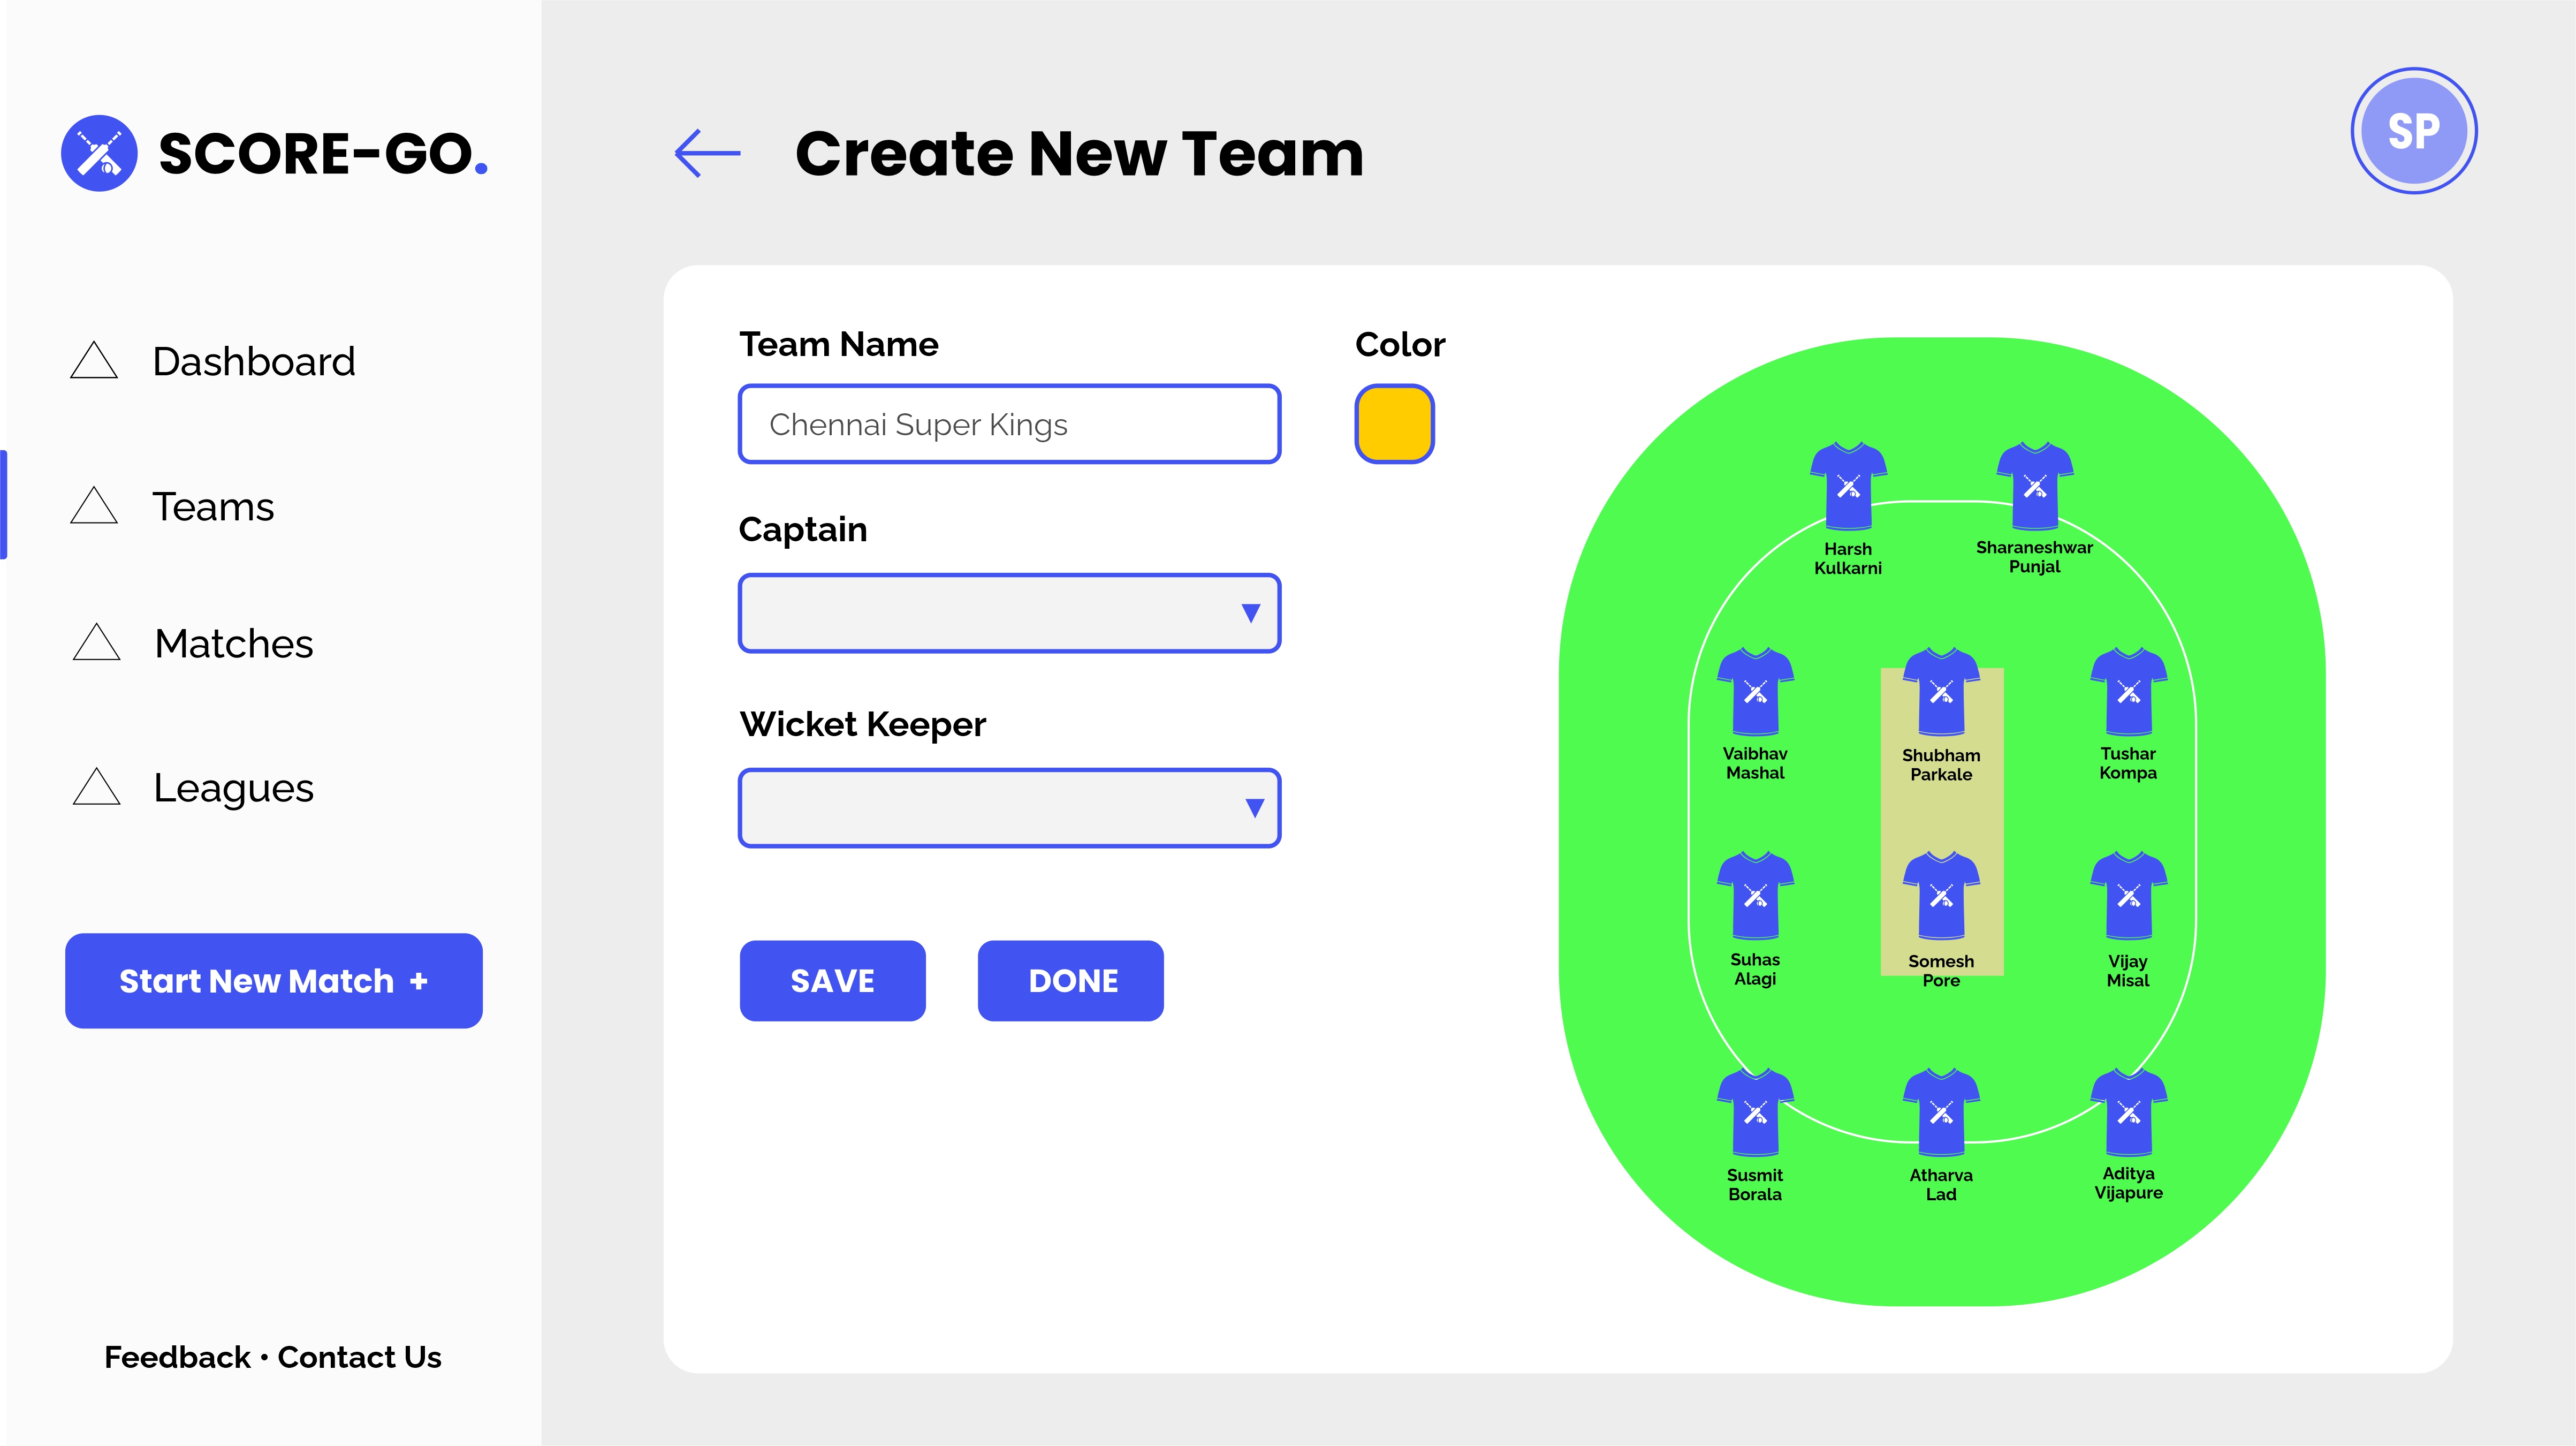 SCORE-GO.
Dashboard
Teams
Matches
Leagues
Start New Match +
Feedback • Contact Us
Create New Team
SP
Team Name
Chennai Super Kings
Color
Captain
Wicket Keeper
SAVE
DONE
Harsh
Kulkarni
Sharaneshwar
Punjal
Vaibhav
Mashal
Shubham
Parkale
Tushar
Kompa
Suhas
Alagi
Somesh
Pore
Vijay
Misal
Susmit
Borala
Atharva
Lad
Aditya
Vijapure